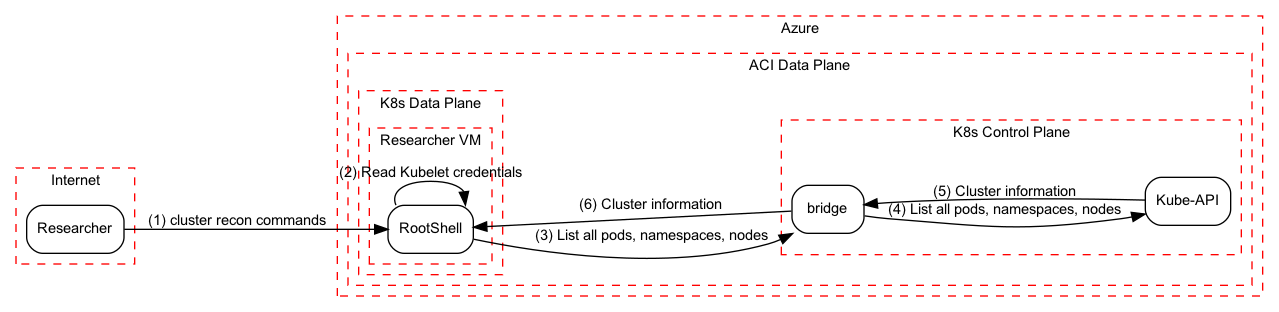 Azure
ACI Data Plane
K8s Data Plane
K8s Control Plane
Researcher VM
Internet
(2) Read Kubelet credentials
(5) Cluster information
Kube-API
(6) Cluster information
bridge
(4) List all pods, namespaces, nodes
(1) cluster recon commands
Researcher
RootShell
(3) List all pods, namespaces, nodes